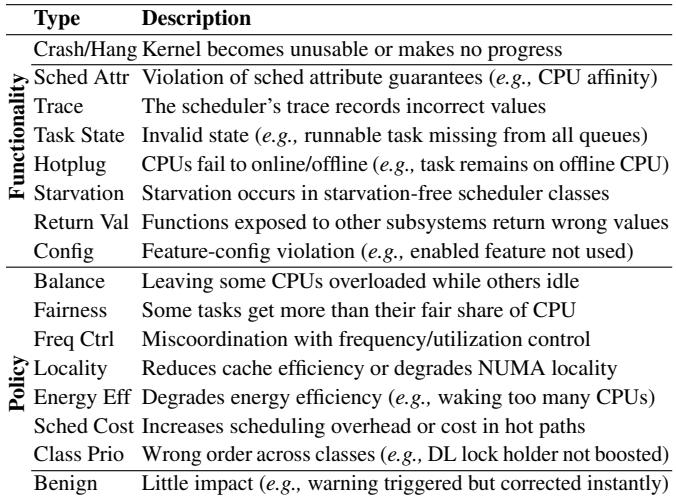 Type Description
Crash/Hang Kernel becomes unusable or makes no progress
Functionality
Sched Attr Violation of sched attribute guarantees (e.g., CPU affinity)
Trace The scheduler's trace records incorrect values
Task State Invalid state (e.g., runnable task missing from all queues)
Hotplug CPUs fail to online/offline (e.g., task remains on offline CPU)
Starvation Starvation occurs in starvation-free scheduler classes
Return Val Functions exposed to other subsystems return wrong values
Config Feature-config violation (e.g., enabled feature not used)
Policy
Balance Leaving some CPUs overloaded while others idle
Fairness Some tasks get more than their fair share of CPU
Freq Ctrl Miscoordination with frequency/utilization control
Locality Reduces cache efficiency or degrades NUMA locality
Energy Eff Degrades energy efficiency (e.g., waking too many CPUs)
Sched Cost Increases scheduling overhead or cost in hot paths
Class Prio Wrong order across classes (e.g., DL lock holder not boosted)
Benign Little impact (e.g., warning triggered but corrected instantly)